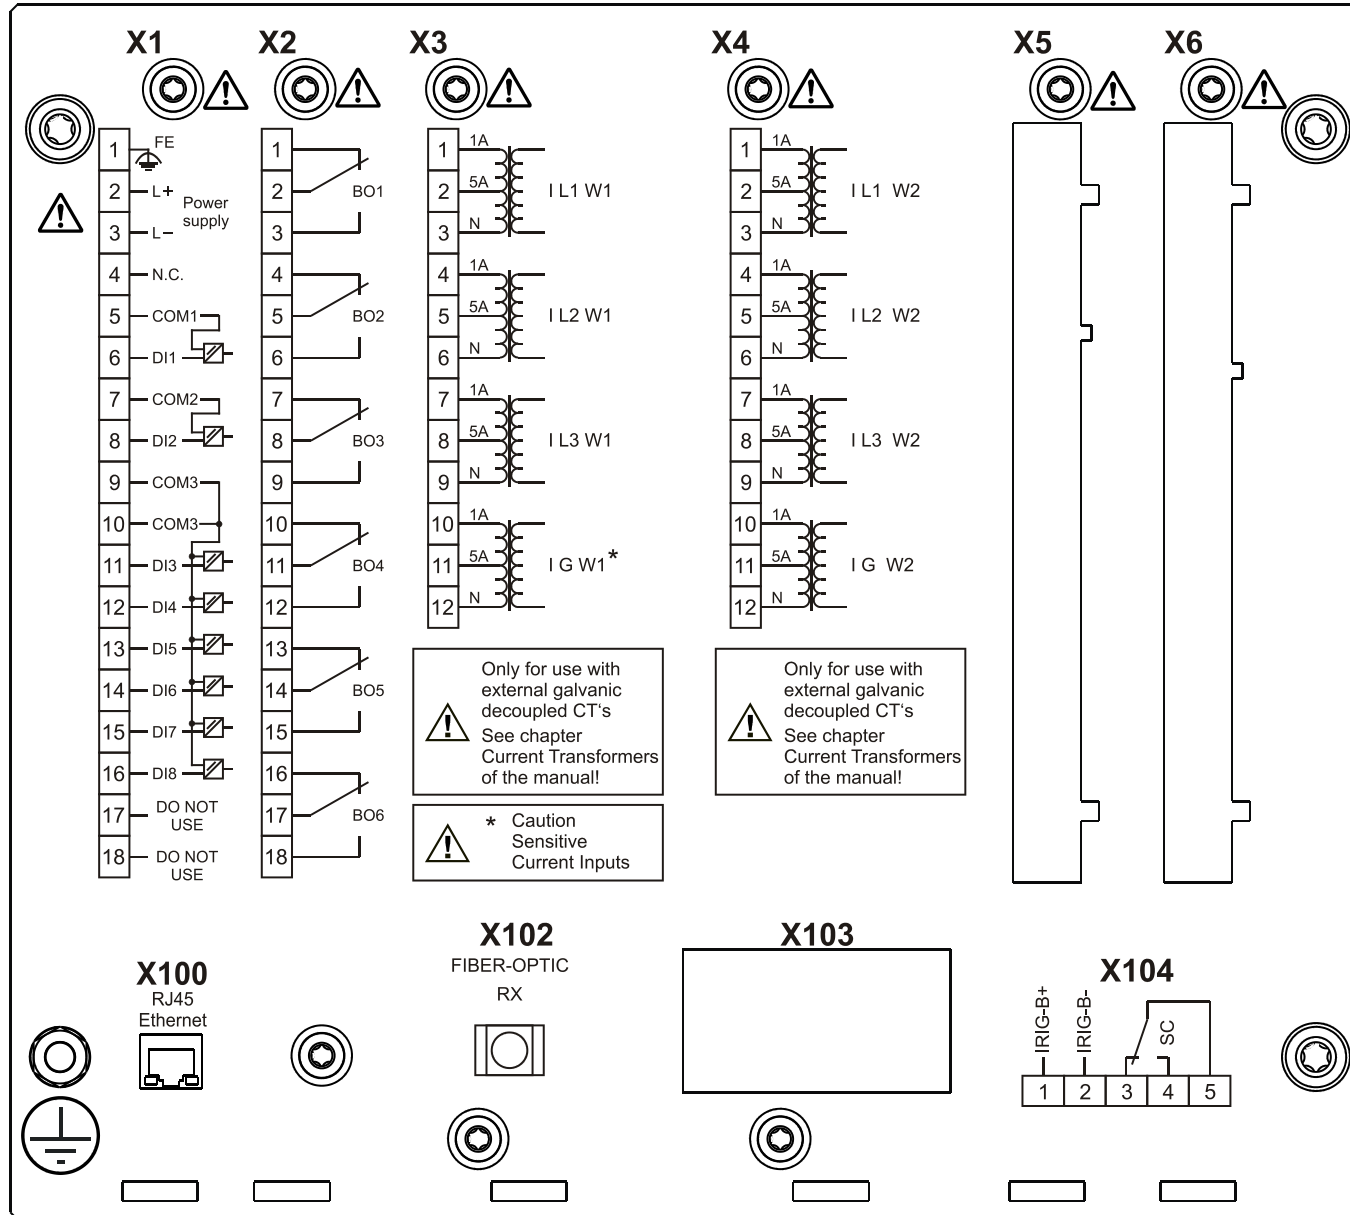 X1 X2 X3 X4 X5 X6
1 FE
2 L+
Power
supply
3 L–
4 N.C.
5 COM1
6 DI1
7 COM2
8 DI2
9 COM3
10 COM3
11 DI3
12 DI4
13 DI5
14 DI6
15 DI7
16 DI8
17 DO NOT
USE
18 DO NOT
USE
1
2 BO1
3
4
5 BO2
6
7
8 BO3
9
10
11 BO4
12
13
14 BO5
15
16
17 BO6
18
1 1A
2 5A I L1 W1
3 N
4 1A
5 5A I L2 W1
6 N
7 1A
8 5A I L3 W1
9 N
10 1A
11 5A I G W1*
12 N
Only for use with
external galvanic
decoupled CT‘s
See chapter
Current Transformers
of the manual!
* Caution
Sensitive
Current Inputs
1 1A
2 5A I L1 W2
3 N
4 1A
5 5A I L2 W2
6 N
7 1A
8 5A I L3 W2
9 N
10 1A
11 5A I G W2
12 N
Only for use with
external galvanic
decoupled CT‘s
See chapter
Current Transformers
of the manual!
X100
RJ45
Ethernet
X102
FIBER-OPTIC
RX
X103
X104
IRIG-B+
IRIG-B-
SC
1 2 3 4 5